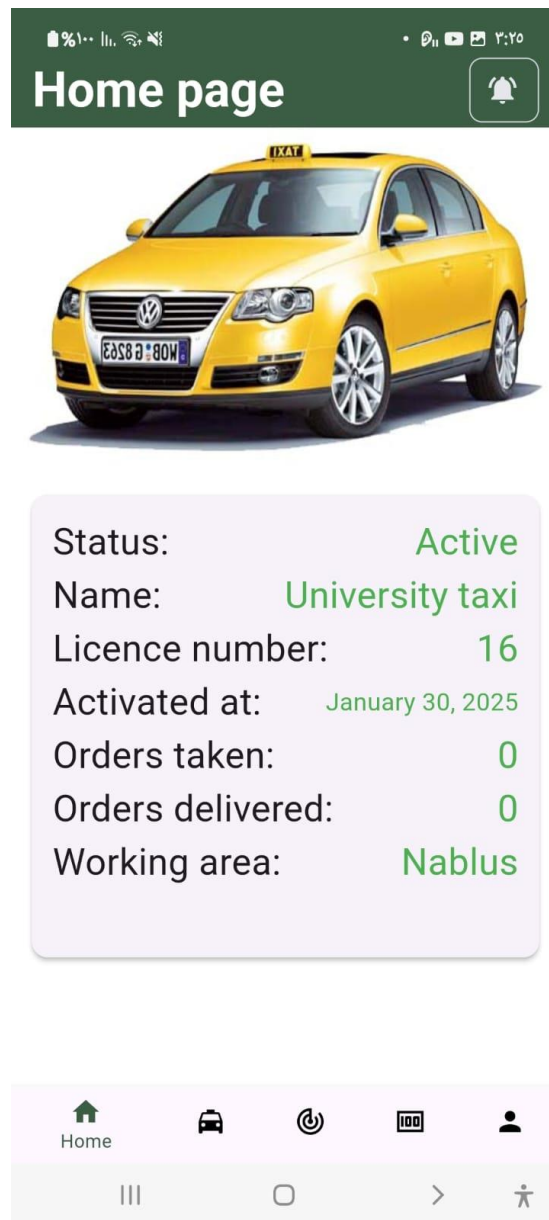 %١٠٠ ٣:٢٥
Home page
TAXI
WOB G 8263
Status: Active
Name: University taxi
Licence number: 16
Activated at: January 30, 2025
Orders taken: 0
Orders delivered: 0
Working area: Nablus
100
Home